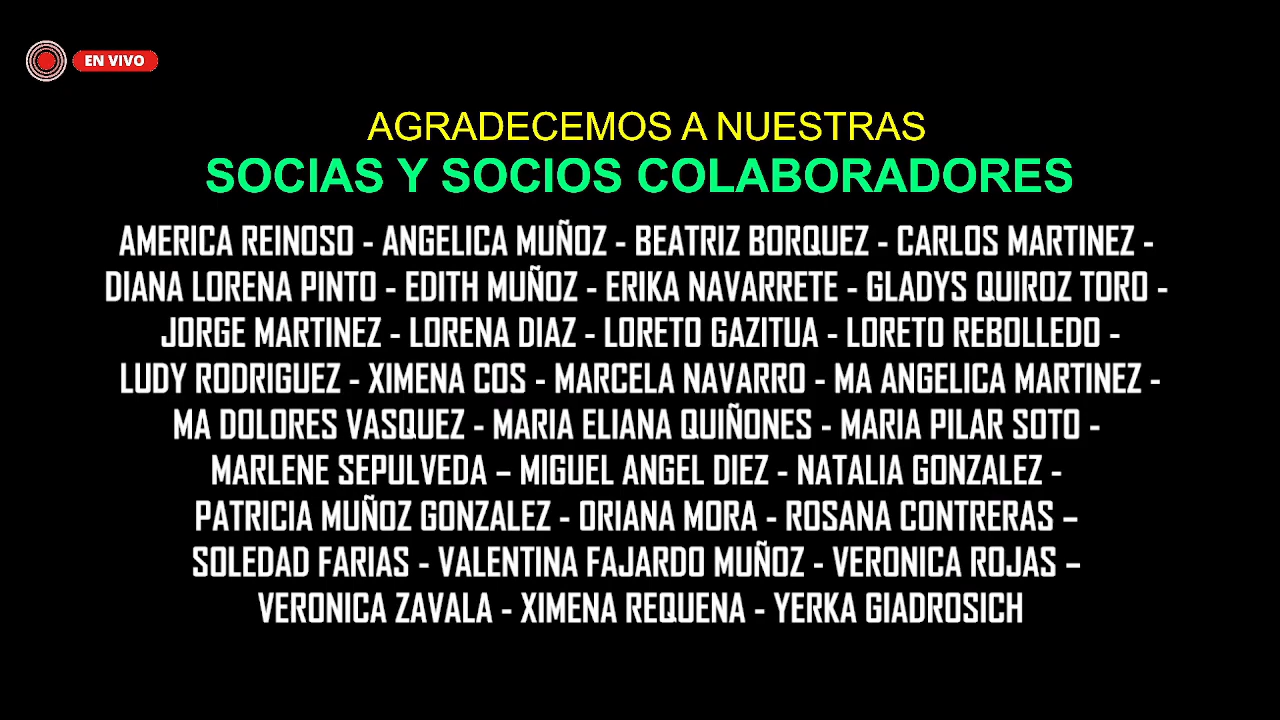 EN VIVO
AGRADECEMOS A NUESTRAS
SOCIAS Y SOCIOS COLABORADORES
AMERICA REINOSO - ANGELICA MUÑOZ - BEATRIZ BORQUEZ - CARLOS MARTINEZ -
DIANA LORENA PINTO - EDITH MUÑOZ - ERIKA NAVARRETE - GLADYS QUIROZ TORO -
JORGE MARTINEZ - LORENA DIAZ - LORETO GAZITUA - LORETO REBOLLEDO -
LUDY RODRIGUEZ - XIMENA COS - MARCELA NAVARRO - MA ANGELICA MARTINEZ -
MA DOLORES VASQUEZ - MARIA ELIANA QUIÑONES - MARIA PILAR SOTO -
MARLENE SEPULVEDA – MIGUEL ANGEL DIEZ - NATALIA GONZALEZ -
PATRICIA MUÑOZ GONZALEZ - ORIANA MORA - ROSANA CONTRERAS –
SOLEDAD FARIAS - VALENTINA FAJARDO MUÑOZ - VERONICA ROJAS –
VERONICA ZAVALA - XIMENA REQUENA - YERKA GIADROSICH